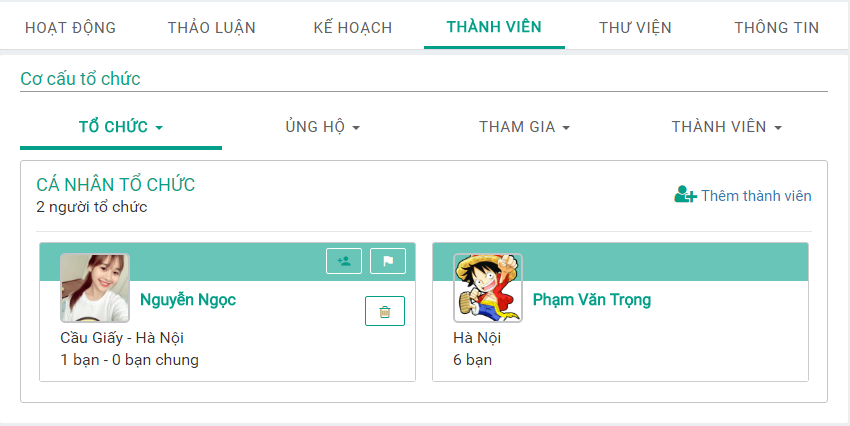 HOẠT ĐỘNG THẢO LUẬN KẾ HOẠCH THÀNH VIÊN THƯ VIỆN THÔNG TIN
Cơ cấu tổ chức
TỔ CHỨC ỦNG HỘ THAM GIA THÀNH VIÊN
CÁ NHÂN TỔ CHỨC
2 người tổ chức
Thêm thành viên
Nguyễn Ngọc
Cầu Giấy - Hà Nội
1 bạn - 0 bạn chung
Phạm Văn Trọng
Hà Nội
6 bạn